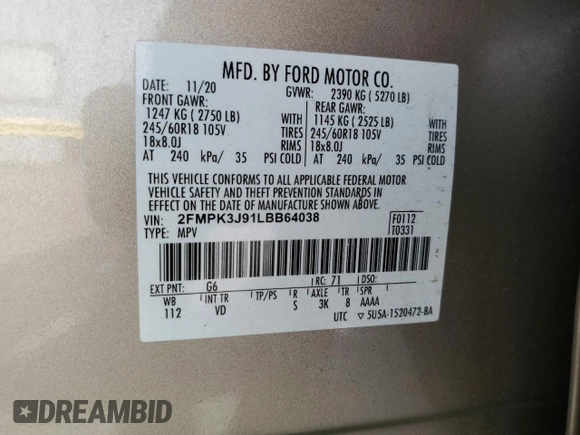 MFD. BY FORD MOTOR CO.
DATE: 11/20 GVWR: 2390 KG ( 5270 LB)
FRONT GAWR: REAR GAWR:
1247 KG ( 2750 LB) WITH 1145 KG ( 2525 LB) WITH
245/60R18 105V TIRES 245/60R18 105V TIRES
18x8.0J RIMS 18x8.0J RIMS
AT 240 kPa/ 35 PSI COLD AT 240 kPa/ 35 PSI COLD
THIS VEHICLE CONFORMS TO ALL APPLICABLE FEDERAL MOTOR
VEHICLE SAFETY AND THEFT PREVENTION STANDARDS IN
EFFECT ON THE DATE OF MANUFACTURE SHOWN ABOVE.
VIN: 2FMPK3J91LBB64038 F0112
TYPE: MPV T0331
EXT PNT: G6 RC: 71 DSO:
WB INT TR TP/PS R AXLE TR SPR
112 VD S 3K 8 AAAA
UTC ▽ 5U5A-1520472-BA
DREAMBID